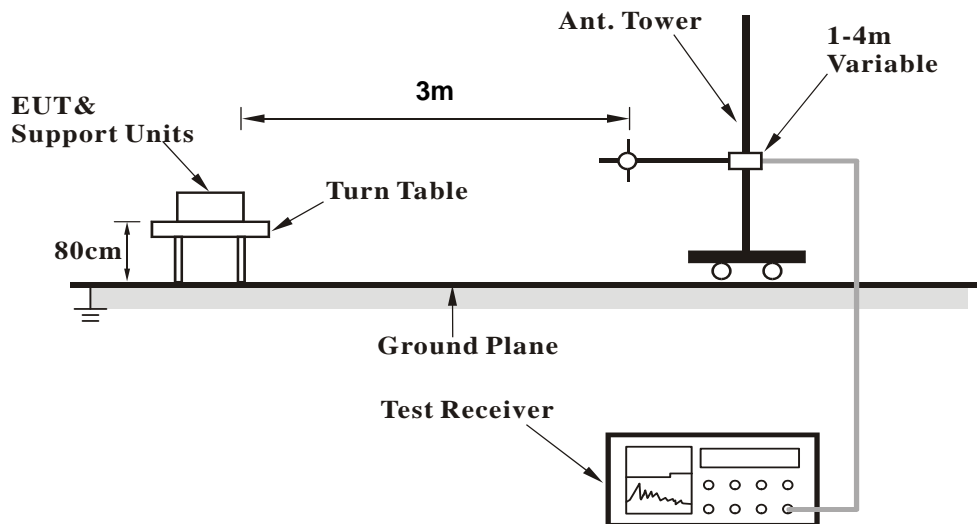 Ant. Tower
1-4m
Variable
3m
EUT&
Support Units
Turn Table
80cm
Ground Plane
Test Receiver